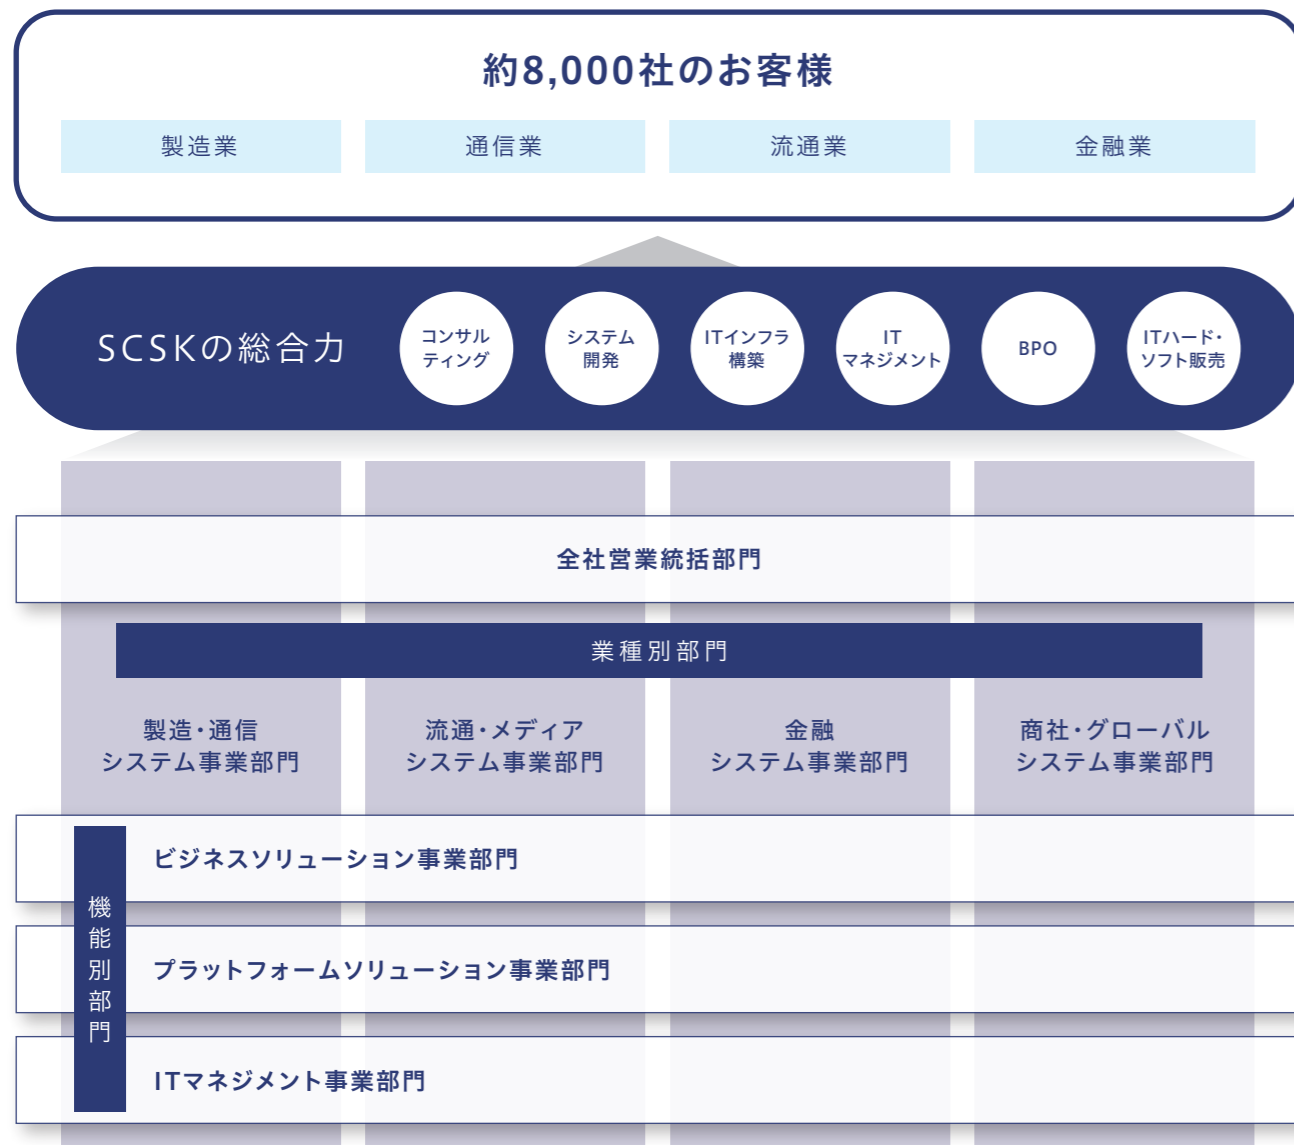 約8,000社のお客様
製造業
通信業
流通業
金融業
SCSKの総合力
コンサル
ティング
システム
開発
ITインフラ
構築
IT
マネジメント
BPO
ITハード・
ソフト販売
全社営業統括部門
業種別部門
製造・通信
システム事業部門
流通・メディア
システム事業部門
金融
システム事業部門
商社・グローバル
システム事業部門
機能別部門
ビジネスソリューション事業部門
プラットフォームソリューション事業部門
ITマネジメント事業部門